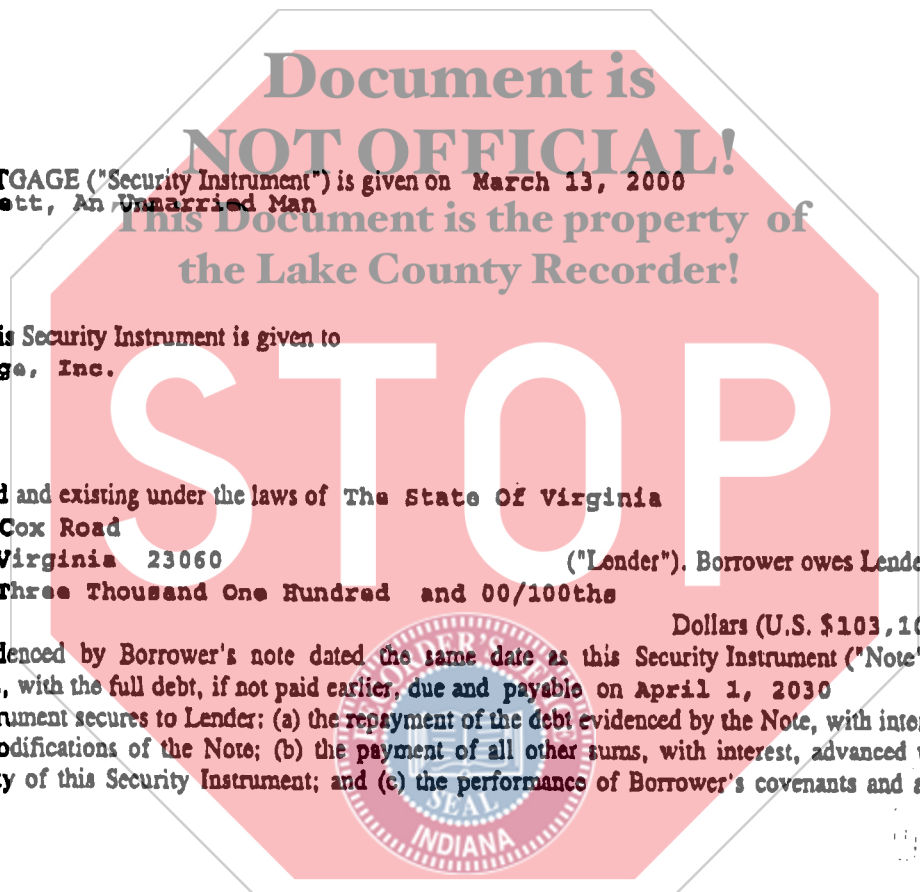 Document is
NOT OFFICIAL!
TGAGE ("Security Instrument") is given on March 13, 2000
ett, An Unmarried Man
This Document is the property of
the Lake County Recorder!
is Security Instrument is given to
ge, Inc.
STOP
d and existing under the laws of The State Of Virginia
Cox Road
Virginia 23060 ("Lender"). Borrower owes Lende
Three Thousand One Hundred and 00/100ths
Dollars (U.S. $103,10
denced by Borrower's note dated the same date as this Security Instrument ("Note"
, with the full debt, if not paid earlier, due and payable on April 1, 2030
rument secures to Lender: (a) the repayment of the debt evidenced by the Note, with inter
odifications of the Note; (b) the payment of all other sums, with interest, advanced
ty of this Security Instrument; and (c) the performance of Borrower's covenants and a
SEAL
INDIANA